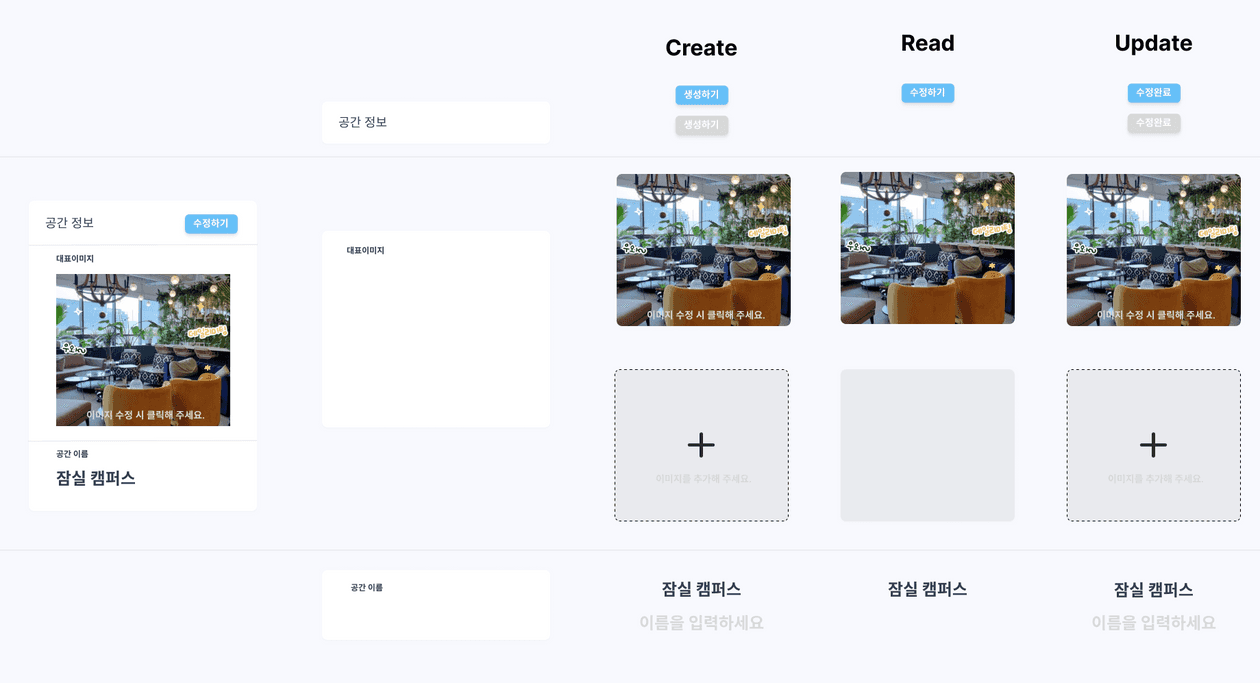 Create
Read
Update
생성하기
수정하기
수정완료
생성하기
수정완료
공간 정보
공간 정보
수정하기
대표이미지
이미지 수정 시 클릭해 주세요.
공간 이름
잠실 캠퍼스
대표이미지
이미지 수정 시 클릭해 주세요.
이미지 수정 시 클릭해 주세요.
이미지를 추가해 주세요.
이미지를 추가해 주세요.
공간 이름
잠실 캠퍼스
잠실 캠퍼스
잠실 캠퍼스
이름을 입력하세요
이름을 입력하세요